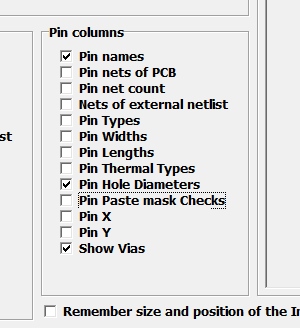 Pin columns
Pin names
Pin nets of PCB
Pin net count
Nets of external netlist
Pin Types
st
Pin Widths
Pin Lengths
Pin Thermal Types
Pin Hole Diameters
Pin Paste mask Checks
Pin X
Pin Y
Show Vias
Remember size and position of the